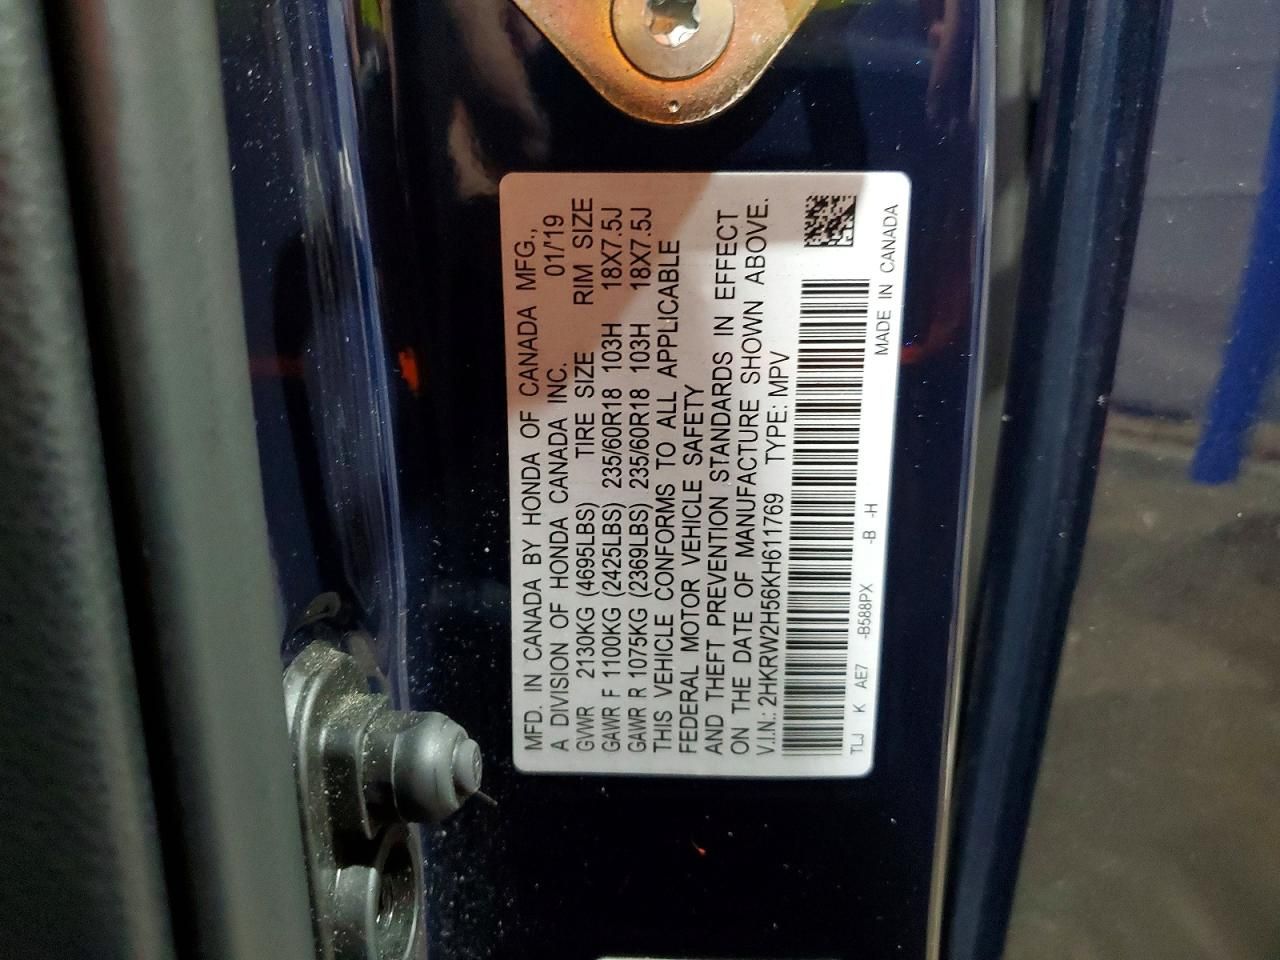 MFD. IN CANADA BY HONDA OF CANADA MFG.,
A DIVISION OF HONDA CANADA INC. 01/'19
GVWR 2130KG (4695LBS) TIRE SIZE RIM SIZE
GAWR F 1100KG (2425LBS) 235/60R18 103H 18X7.5J
GAWR R 1075KG (2369LBS) 235/60R18 103H 18X7.5J
THIS VEHICLE CONFORMS TO ALL APPLICABLE
FEDERAL MOTOR VEHICLE SAFETY
AND THEFT PREVENTION STANDARDS IN EFFECT
ON THE DATE OF MANUFACTURE SHOWN ABOVE.
V.I.N.: 2HKRW2H56KH611769 TYPE: MPV
TLJ K AE7 -B588PX -B -H
MADE IN CANADA